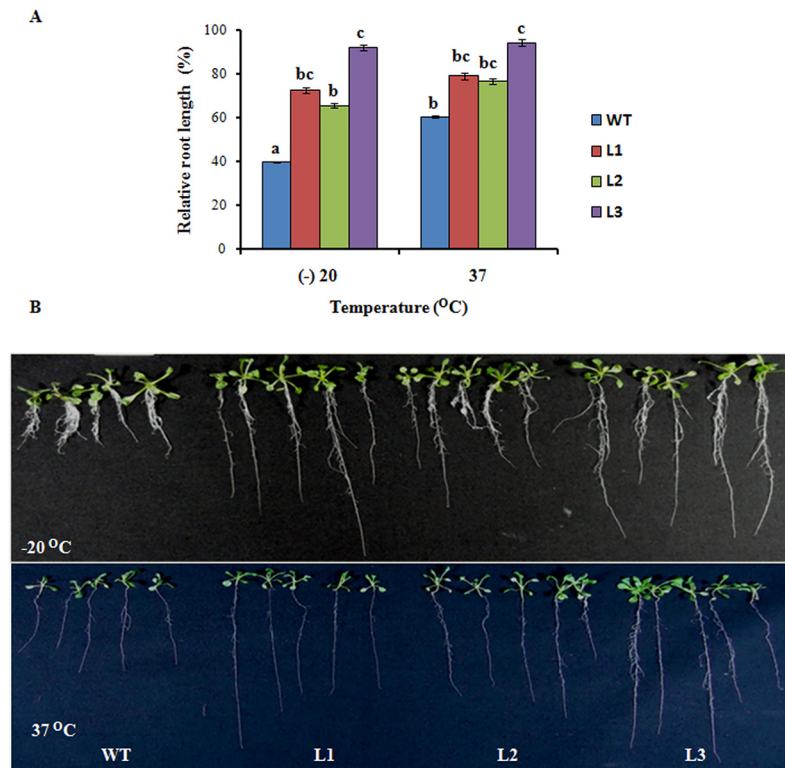 A
Relative root length (%)
100
80
60
40
20
0
a
bc
b
c
b
bc
bc
c
(-) 20
37
Temperature (OC)
WT
L1
L2
L3
B
-20 OC
37 OC
WT
L1
L2
L3